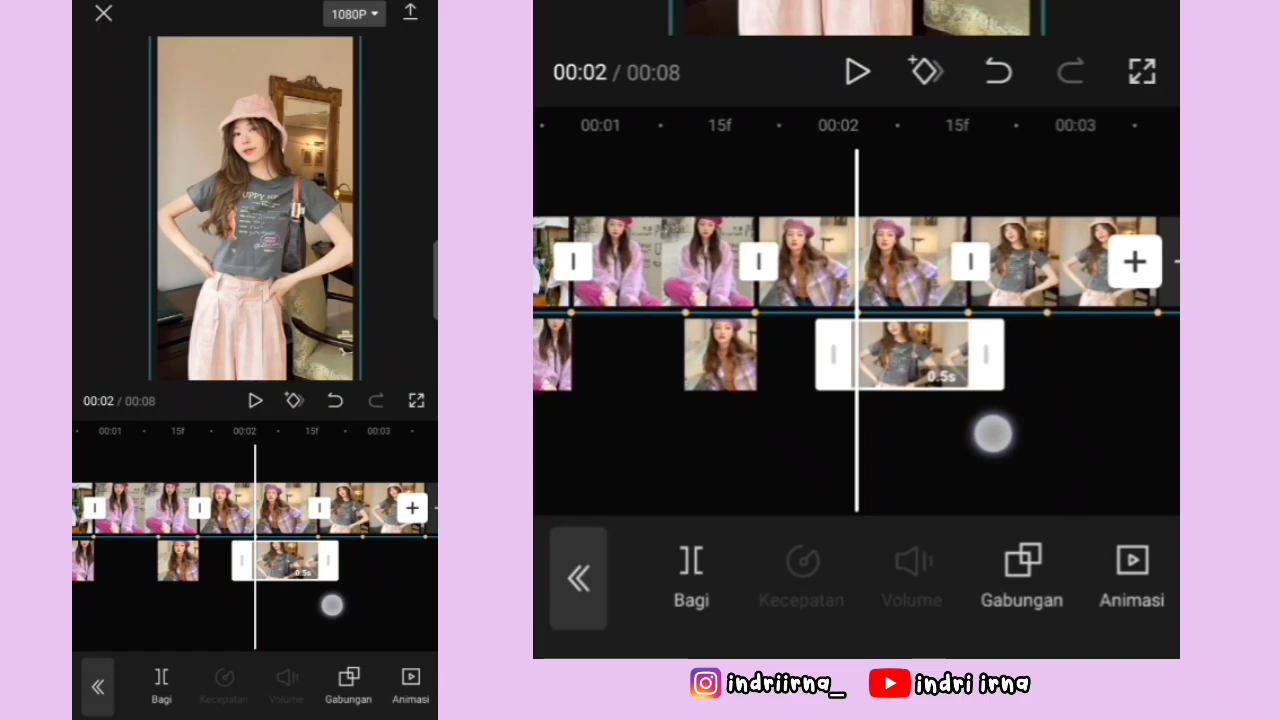 1080P
UPPY
00:02 / 00:08
00:01 15f 00:02 15f 00:03
0.5s
Bagi Kecepatan Volume Gabungan Animasi
00:02 / 00:08
00:01 15f 00:02 15f 00:03
0.5s
Bagi Kecepatan Volume Gabungan Animasi
indriirna_ indri irna